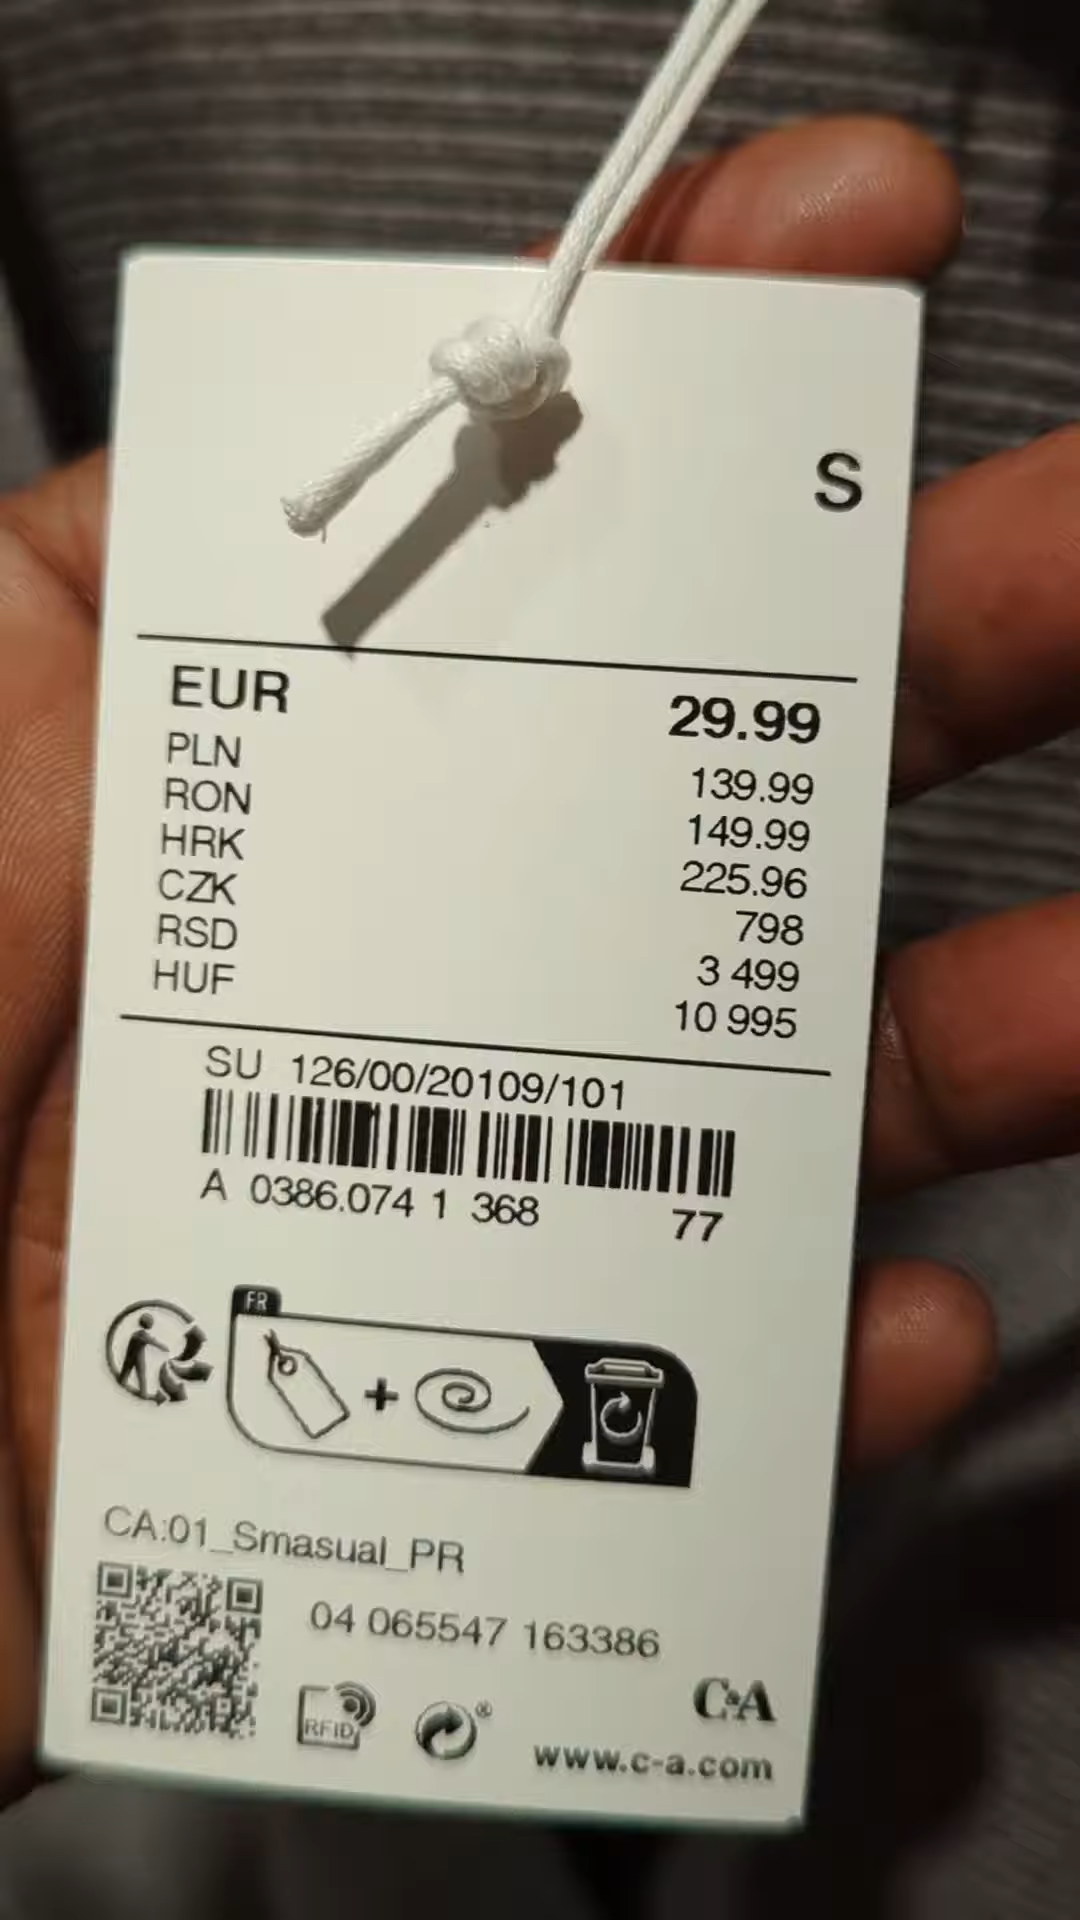 S
EUR 29.99
PLN 139.99
RON 149.99
HRK 225.96
CZK 798
RSD 3 499
HUF 10 995
SU 126/00/20109/101
A 0386.074 1 368 77
FR
CA:01_Smasual_PR
04 065547 163386
RFID
®
C&A
www.c-a.com